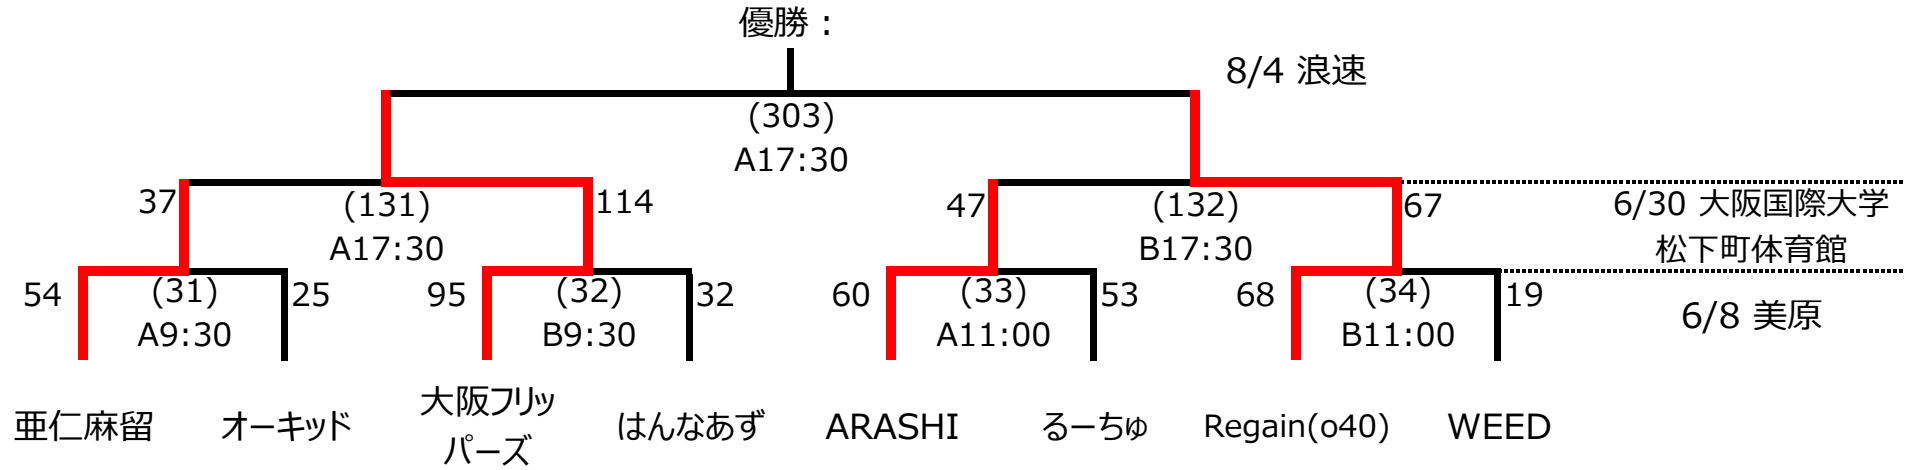 優勝：
8/4 浪速
(303)
A17:30
37
(131)
114
47
(132)
67
6/30 大阪国際大学
A17:30
B17:30
松下町体育館
54
(31)
25
95
(32)
32
60
(33)
53
68
(34)
19
6/8 美原
A9:30
B9:30
A11:00
B11:00
亜仁麻留
オーキッド
大阪フリッ
パーズ
はんなあず
ARASHI
るーちゅ
Regain(o40)
WEED